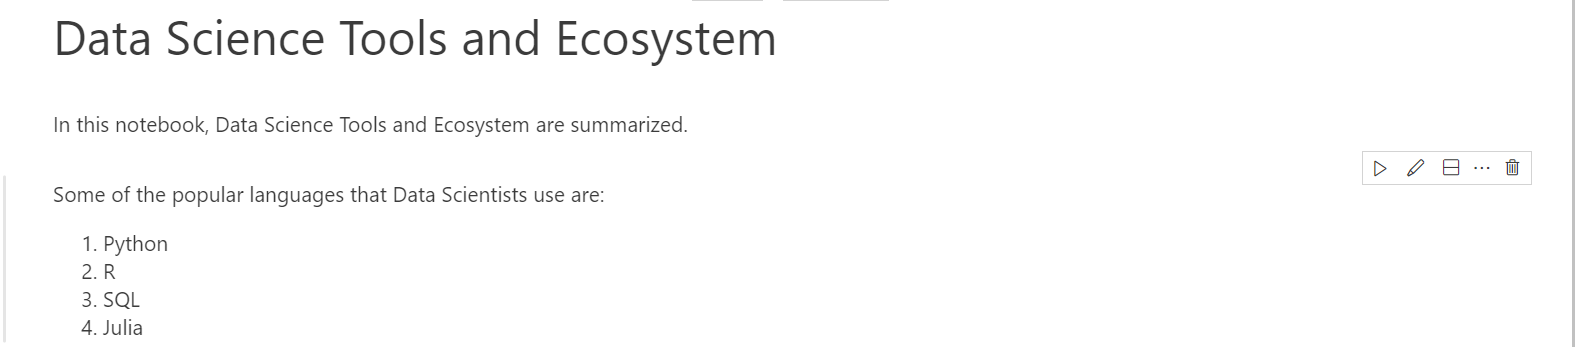 Data Science Tools and Ecosystem
In this notebook, Data Science Tools and Ecosystem are summarized.
Some of the popular languages that Data Scientists use are:
1. Python
2. R
3. SQL
4. Julia